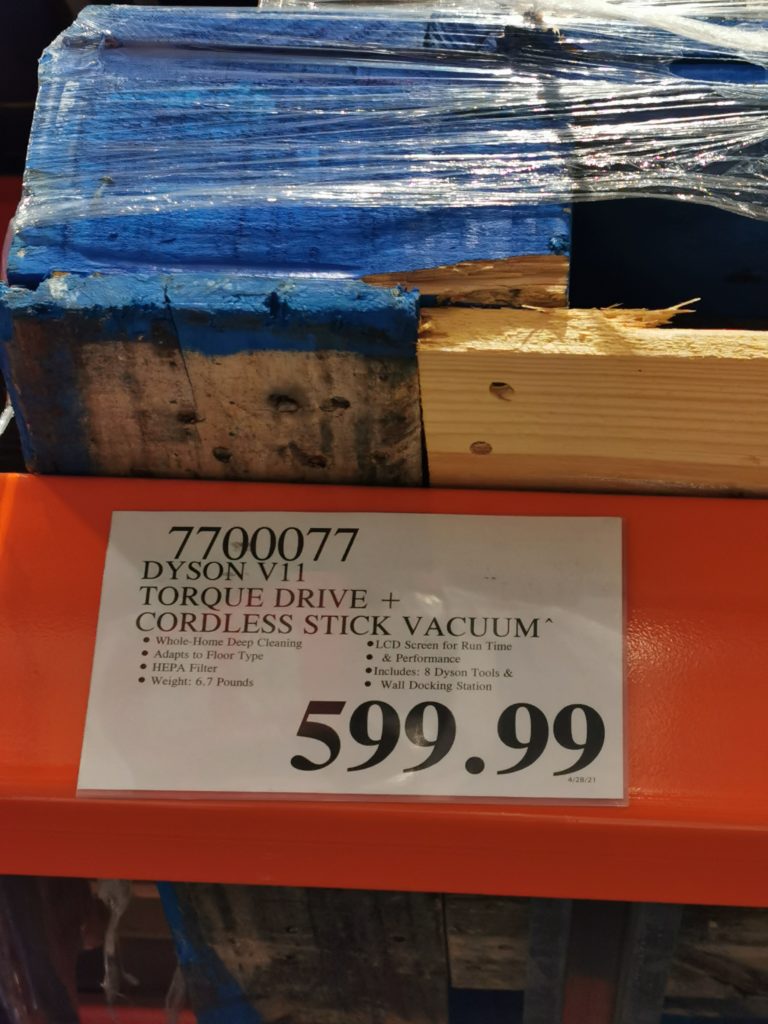 7700077
DYSON V11
TORQUE DRIVE +
CORDLESS STICK VACUUM^
• Whole-Home Deep Cleaning
• Adapts to Floor Type
• HEPA Filter
• Weight: 6.7 Pounds
• LCD Screen for Run Time
• & Performance
• Includes: 8 Dyson Tools &
• Wall Docking Station
599.99
4/28/21